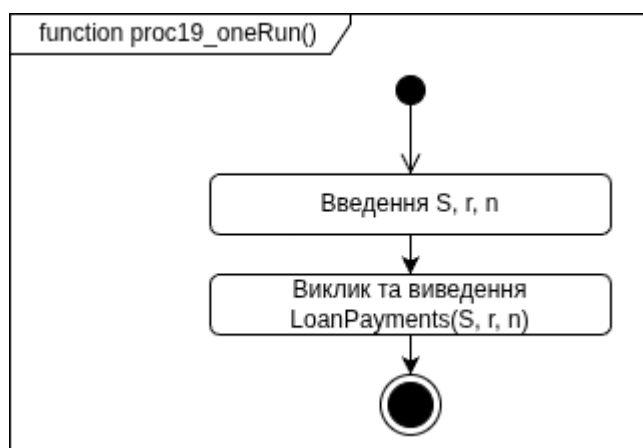 function proc19_oneRun()
Введення S, r, n
Виклик та виведення
LoanPayments(S, r, n)